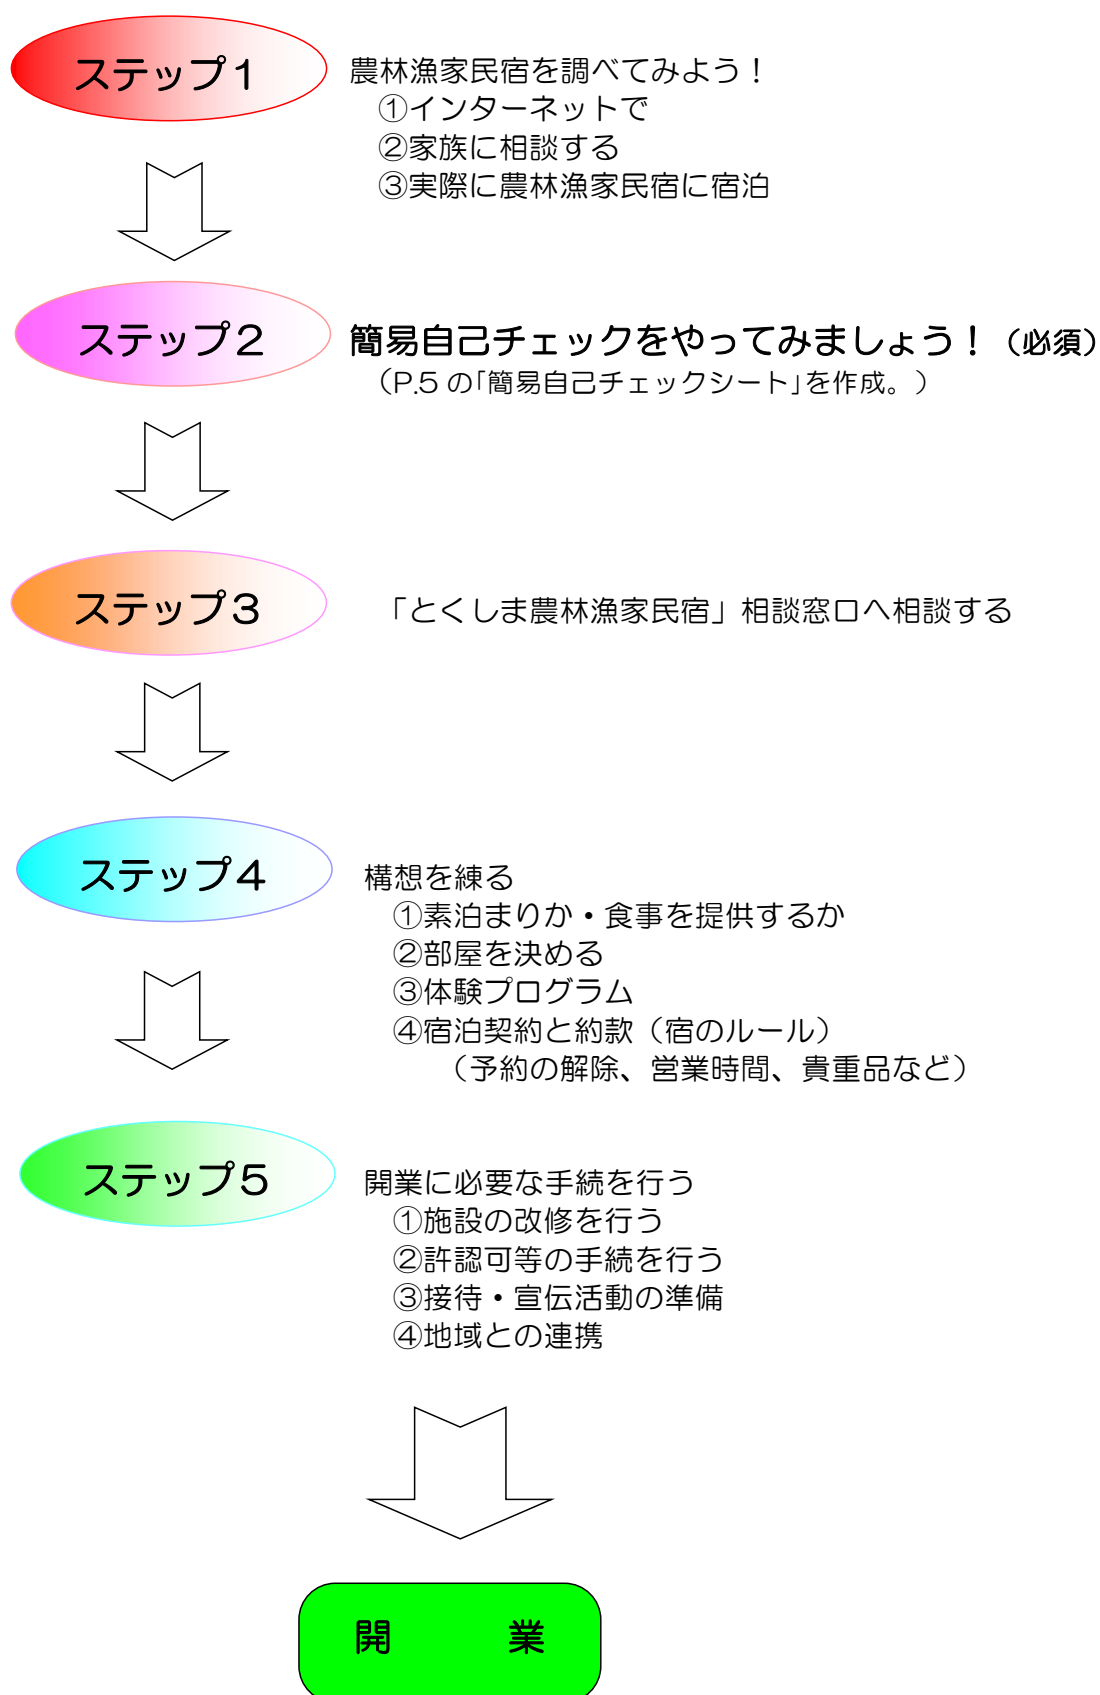 ステップ１
農林漁家民宿を調べてみよう！
①インターネットで
②家族に相談する
③実際に農林漁家民宿に宿泊
ステップ２
簡易自己チェックをやってみましょう！（必須）
（P.5 の「簡易自己チェックシート」を作成。）
ステップ３
「とくしま農林漁家民宿」相談窓口へ相談する
ステップ４
構想を練る
①素泊まりか・食事を提供するか
②部屋を決める
③体験プログラム
④宿泊契約と約款（宿のルール）
（予約の解除、営業時間、貴重品など）
ステップ５
開業に必要な手続を行う
①施設の改修を行う
②許認可等の手続を行う
③接待・宣伝活動の準備
④地域との連携
開　　業